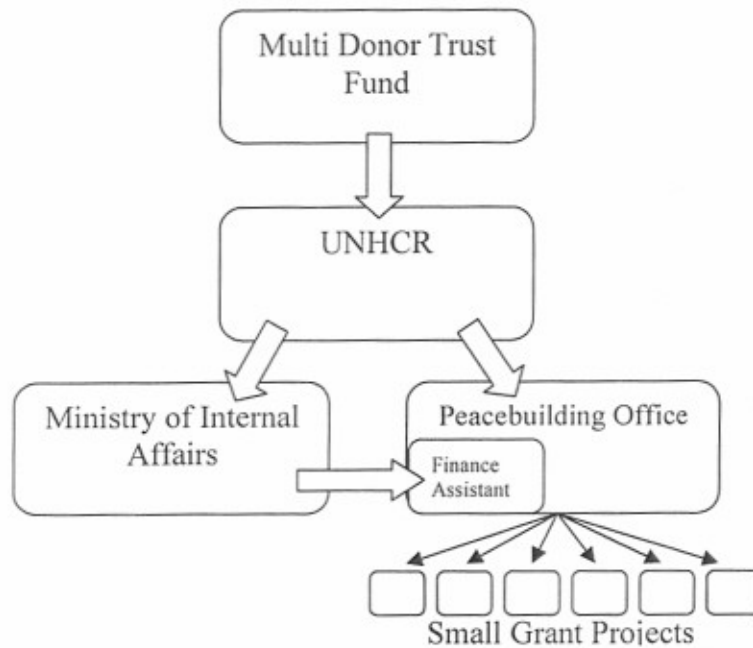 Multi Donor Trust
Fund
UNHCR
Ministry of Internal
Affairs
Peacebuilding Office
Finance
Assistant
Small Grant Projects